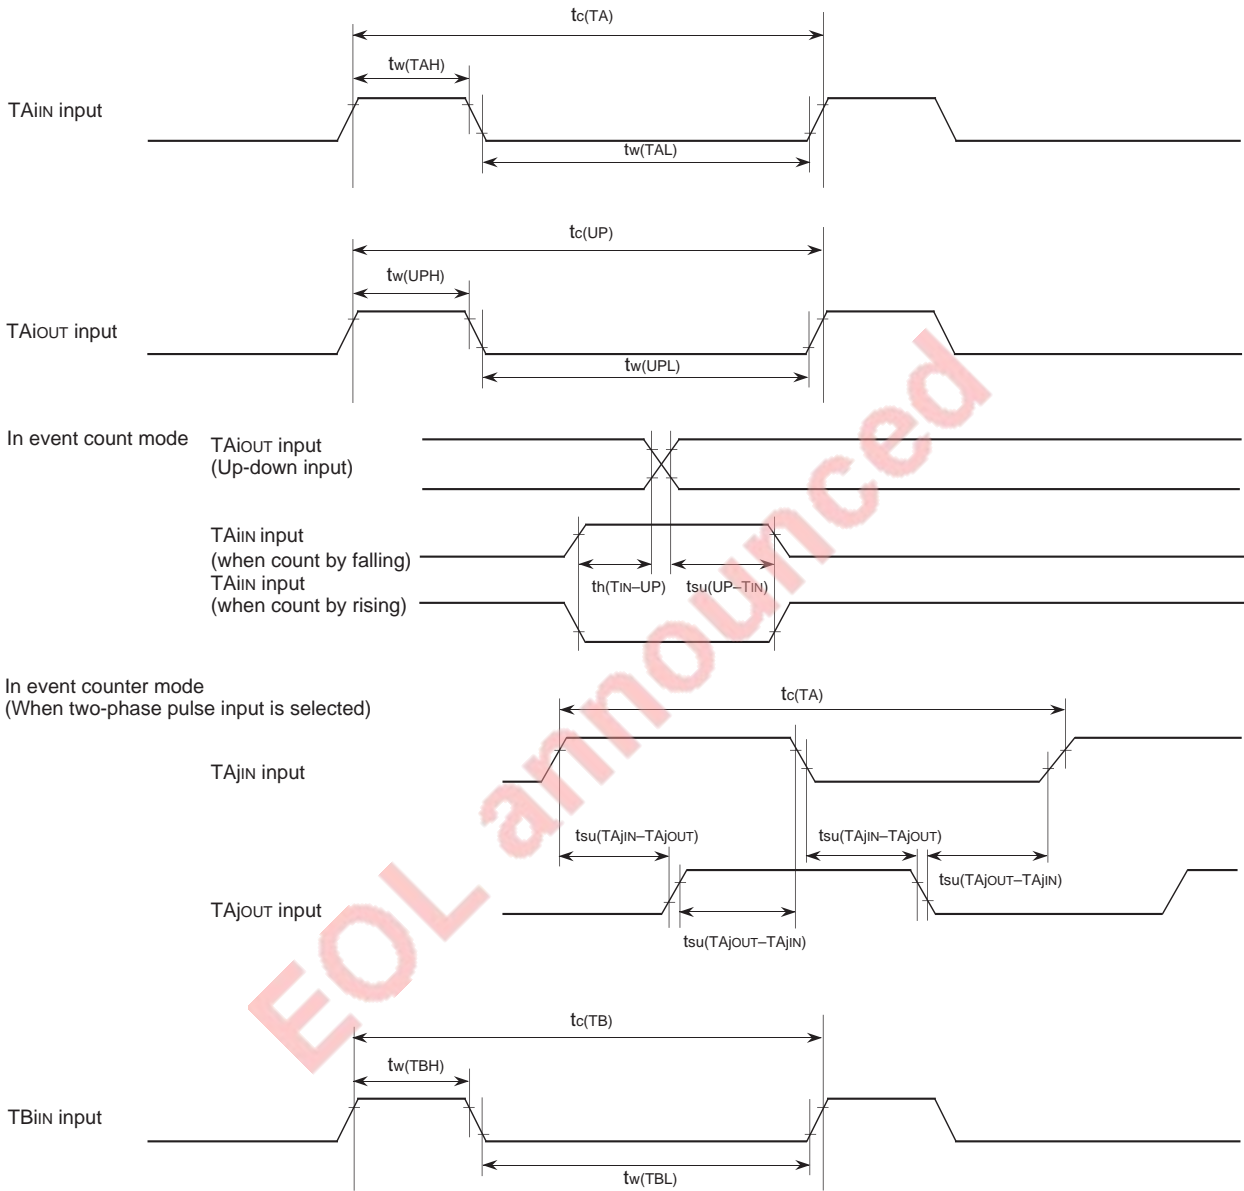 tc(TA)
tw(TAH)
TAiIN input
tw(TAL)
tc(UP)
tw(UPH)
TAiOUT input
tw(UPL)
In event count mode
TAiOUT input
(Up-down input)
TAiIN input
(when count by falling)
th(TIN–UP)
tsu(UP–TIN)
TAiIN input
(when count by rising)
In event counter mode
(When two-phase pulse input is selected)
tc(TA)
TAjIN input
tsu(TAjIN–TAjOUT)
tsu(TAjIN–TAjOUT)
tsu(TAjOUT–TAjIN)
TAjOUT input
tsu(TAjOUT–TAjIN)
tc(TB)
tw(TBH)
TBiIN input
tw(TBL)
EOL announced